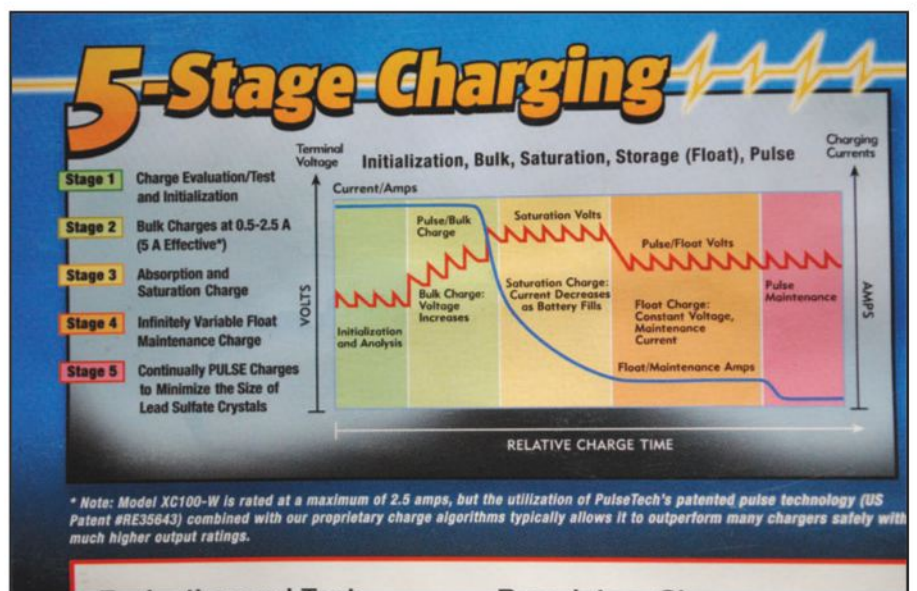 5-Stage Charging
Stage 1
Charge Evaluation/Test
and Initialization
Stage 2
Bulk Charges at 0.5-2.5 A
(5 A Effective*)
Stage 3
Absorption and
Saturation Charge
Stage 4
Infinitely Variable Float
Maintenance Charge
Stage 5
Continually PULSE Charges
to Minimize the Size of
Lead Sulfate Crystals
Terminal
Voltage
Initialization, Bulk, Saturation, Storage (Float), Pulse
Charging
Currents
Current/Amps
VOLTS
Pulse/Bulk
Charge
Saturation Volts
Pulse/Float Volts
Initialization
and Analysis
Bulk Charge:
Voltage
Increases
Saturation Charge:
Current Decreases
as Battery Fills
Float Charge:
Constant Voltage,
Maintenance
Current
Pulse
Maintenance
Float/Maintenance Amps
AMPS
RELATIVE CHARGE TIME
* Note: Model XC100-W is rated at a maximum of 2.5 amps, but the utilization of PulseTech's patented pulse technology (US
Patent #RE35643) combined with our proprietary charge algorithms typically allows it to outperform many chargers safely with
much higher output ratings.